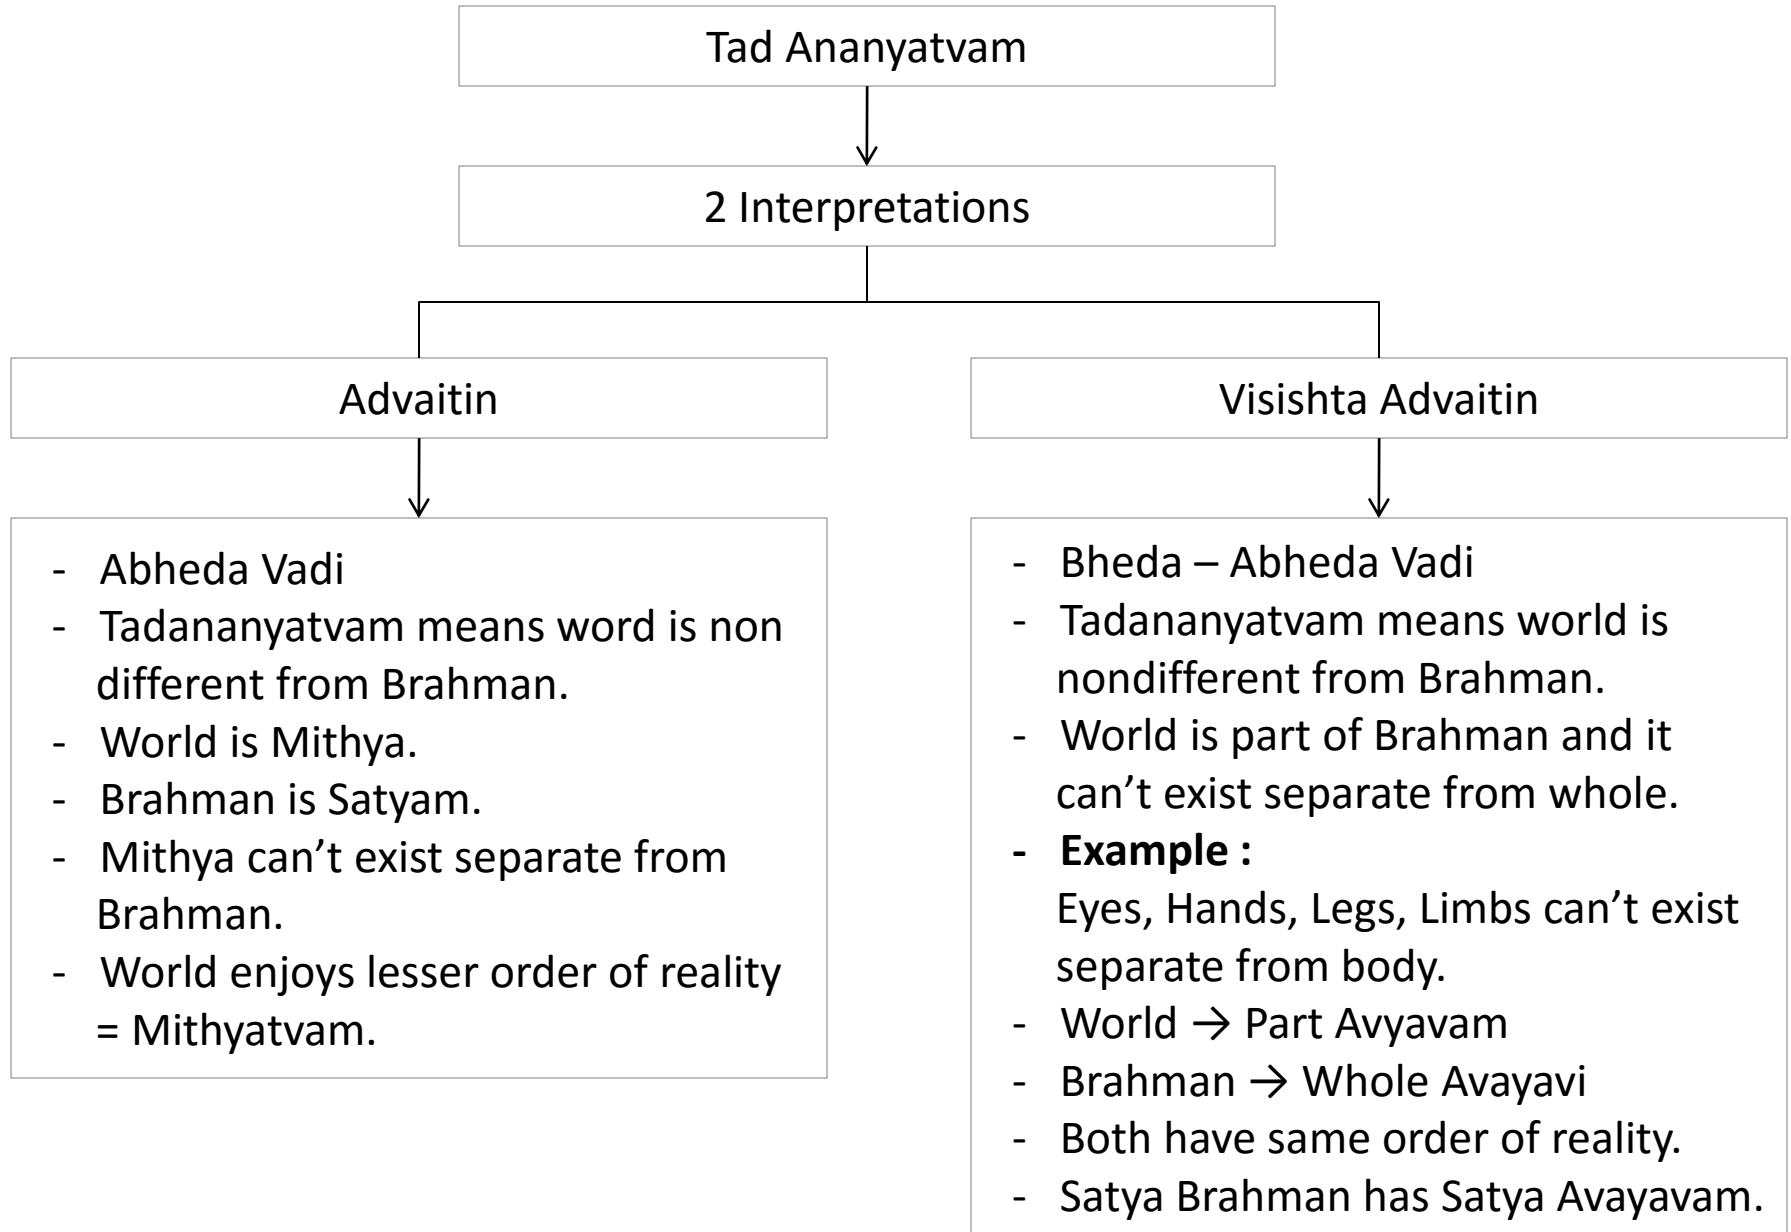 Tad Ananyatvam
2 Interpretations
Advaitin
- Abheda Vadi
- Tadananyatvam means word is non
different from Brahman.
- World is Mithya.
- Brahman is Satyam.
- Mithya can’t exist separate from
Brahman.
- World enjoys lesser order of reality
= Mithyatvam.
Visishta Advaitin
- Bheda – Abheda Vadi
- Tadananyatvam means world is
nondifferent from Brahman.
- World is part of Brahman and it
can’t exist separate from whole.
- Example :
Eyes, Hands, Legs, Limbs can’t exist
separate from body.
- World → Part Avyavam
- Brahman → Whole Avayavi
- Both have same order of reality.
- Satya Brahman has Satya Avayavam.